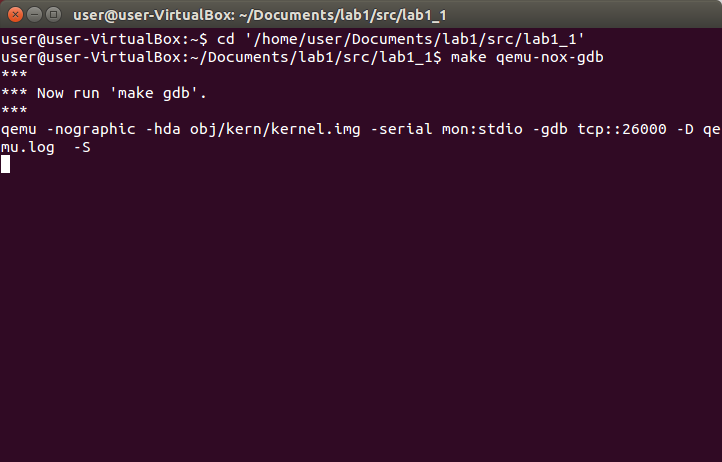 user@user-VirtualBox: ~/Documents/lab1/src/lab1_1
user@user-VirtualBox:~$ cd '/home/user/Documents/lab1/src/lab1_1'
user@user-VirtualBox:~/Documents/lab1/src/lab1_1$ make qemu-nox-gdb
***
*** Now run 'make gdb'.
***
qemu -nographic -hda obj/kern/kernel.img -serial mon:stdio -gdb tcp::26000 -D qe
mu.log  -S